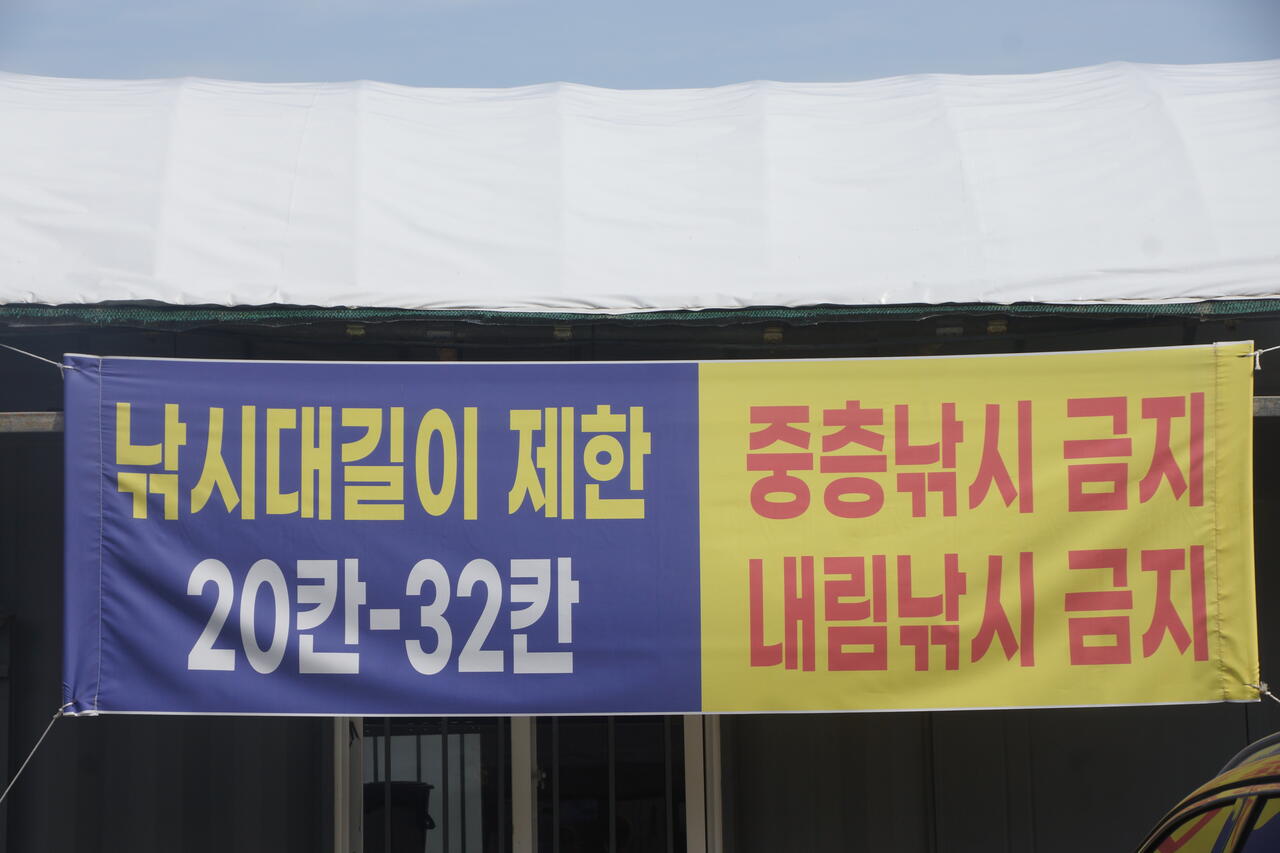 낚시대길이 제한
20칸-32칸
중층낚시 금지
내림낚시 금지